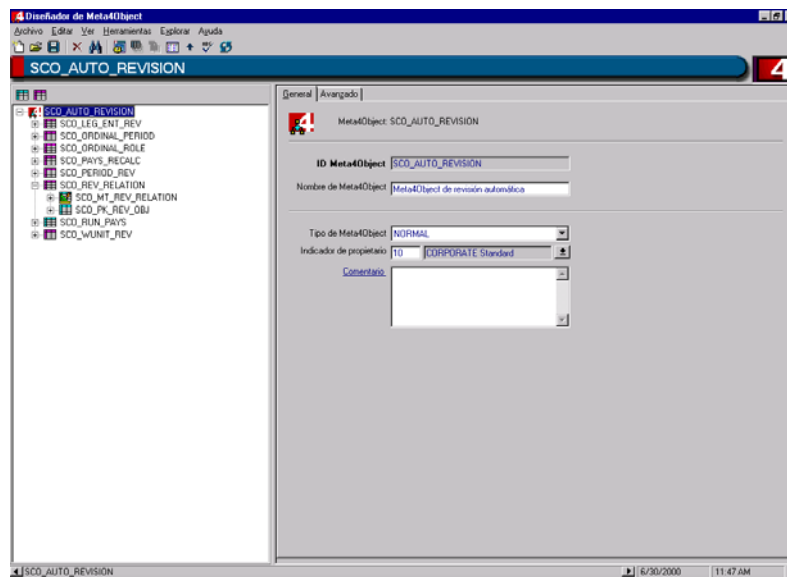 Diseñador de Meta4Object
Archivo Editar Ver Herramientas Explorar Ayuda
SCO_AUTO_REVISION
4
SCO_AUTO_REVISION
SCO_LEG_ENT_REV
SCO_ORDINAL_PERIOD
SCO_ORDINAL_ROLE
SCO_PAYS_RECALC
SCO_PERIOD_REV
SCO_REV_RELATION
SCO_MT_REV_RELATION
SCO_PK_REV_OBJ
SCO_RUN_PAYS
SCO_WUNIT_REV
General Avanzado
Meta4Object: SCO_AUTO_REVISION
ID Meta4Object SCO_AUTO_REVISION
Nombre de Meta4Object Meta4Object de revisión automática
Tipo de Meta4Object NORMAL
Indicador de propietario 10 CORPORATE Standard
Comentario
SCO_AUTO_REVISION 6/30/2000 11:47 AM